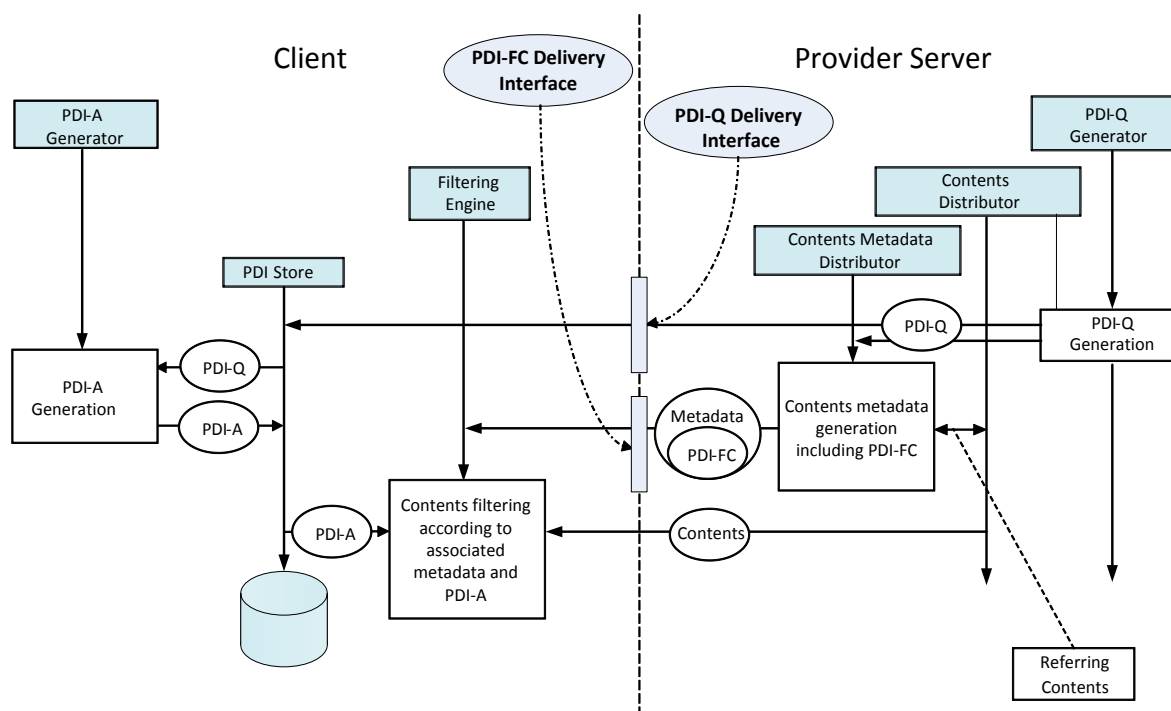 Client
PDI-FC Delivery
Interface
Provider Server
PDI-A
Generator
PDI-Q Delivery
Interface
PDI-Q
Generator
Filtering
Engine
Contents
Distributor
Contents Metadata
Distributor
PDI Store
PDI-Q
PDI-Q
Generation
PDI-A
Generation
PDI-Q
PDI-A
Metadata
PDI-FC
Contents metadata
generation
including PDI-FC
PDI-A
Contents filtering
according to
associated
metadata and
PDI-A
Contents
Referring
Contents